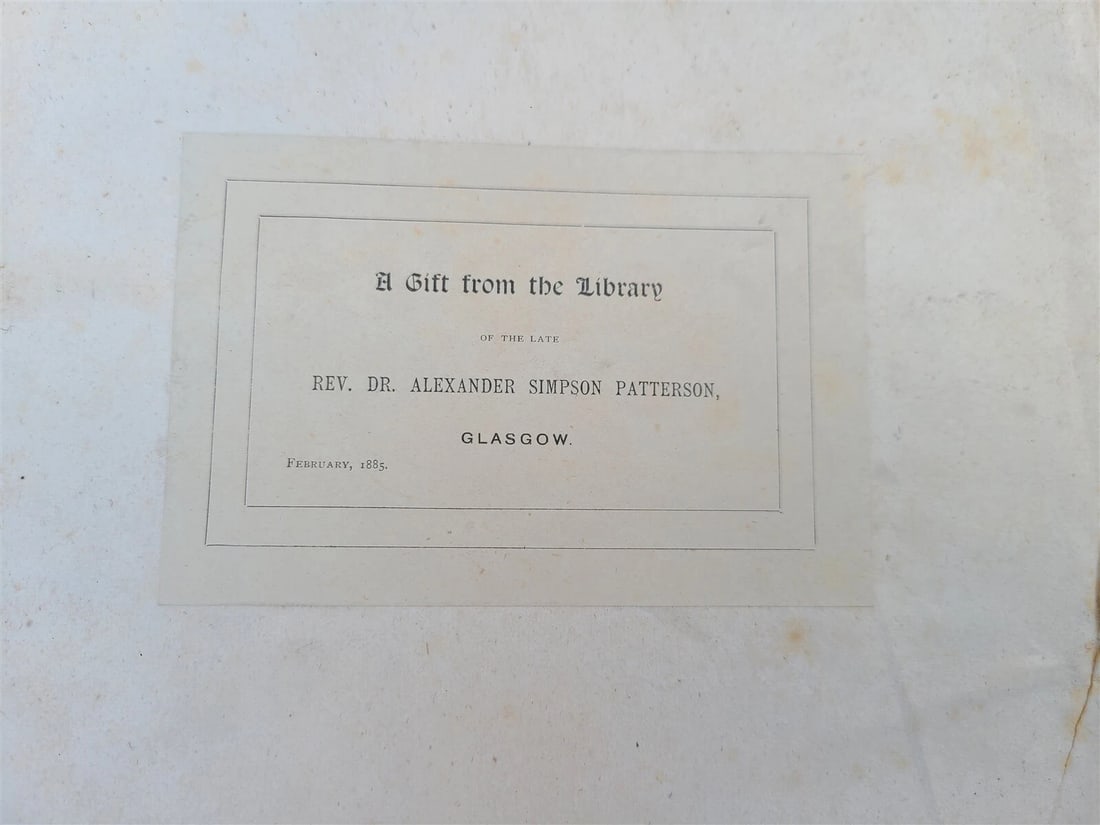 A Gift from the Library
OF THE LATE
REV. DR. ALEXANDER SIMPSON PATTERSON,
GLASGOW.
FEBRUARY, 1885.